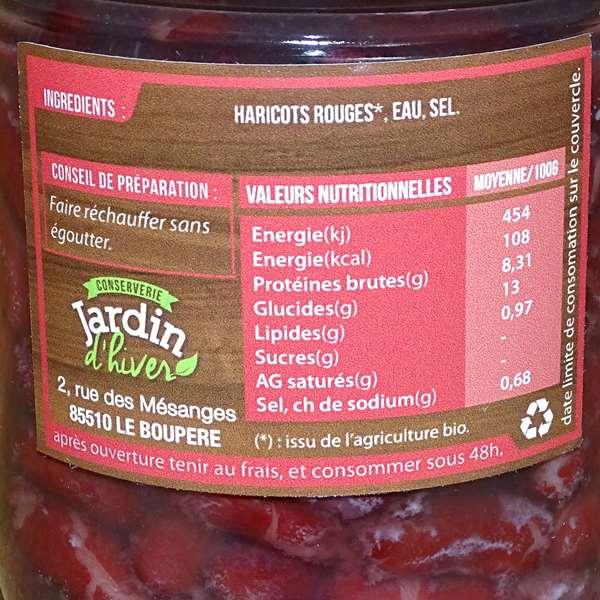 INGREDIENTS :
HARICOTS ROUGES*, EAU, SEL.
CONSEIL DE PRÉPARATION :
Faire réchauffer sans
égoutter.
CONSERVERIE
Jardin
d'hiver
2, rue des Mésanges
85510 LE BOUPERE
VALEURS NUTRITIONNELLES MOYENNE/100G
Energie(kj) 454
Energie(kcal) 108
Protéines brutes(g) 8,31
Glucides(g) 13
Lipides(g) 0,97
Sucres(g) -
AG saturés(g) -
Sel, ch de sodium(g) 0,68
(*) : issu de l'agriculture bio.
après ouverture tenir au frais, et consommer sous 48h.
date limite de consomation sur le couvercle.